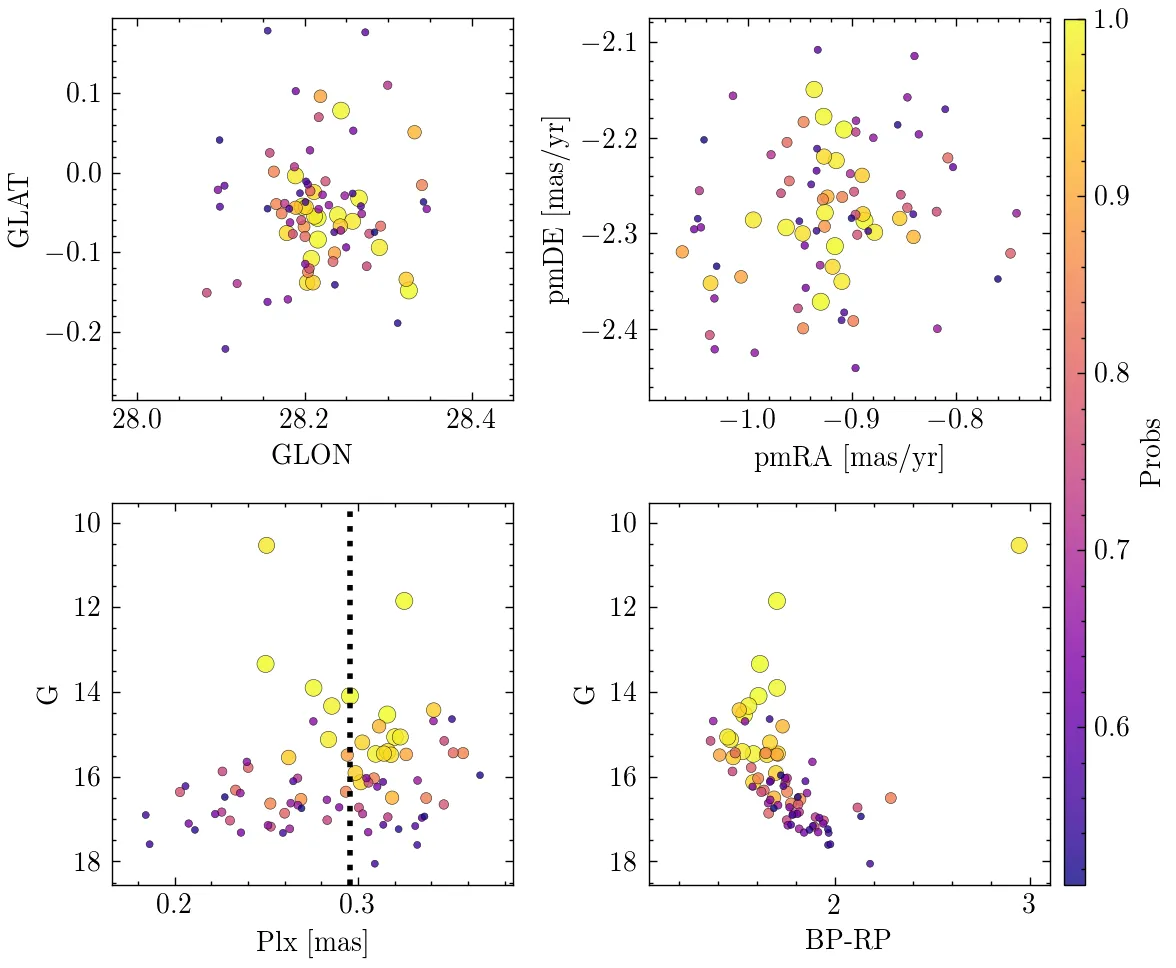 0.1
0.0
−0.1
−0.2
GLAT
28.0 28.2 28.4
GLON
−2.1
−2.2
−2.3
−2.4
pmDE [mas/yr]
−1.0 −0.9 −0.8
pmRA [mas/yr]
10
12
14
16
18
G
0.2 0.3
Plx [mas]
10
12
14
16
18
G
2 3
BP-RP
1.0
0.9
0.8
0.7
0.6
Probs